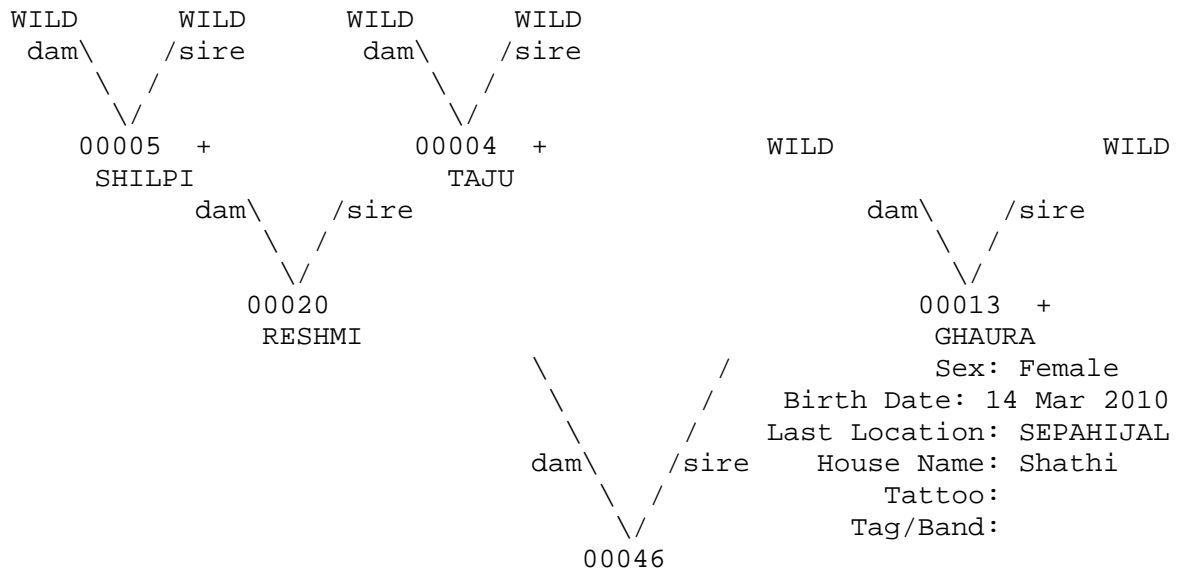 WILD WILD WILD WILD
dam\ /sire dam\ /sire
\ / \ /
\/ \/
00005 + 00004 + WILD WILD
SHILPI TAJU
dam\ /sire dam\ /sire
\ / \ /
\/ \/
00020 00013 +
RESHMI GHAURA
\ / Sex: Female
\ / Birth Date: 14 Mar 2010
\ / Last Location: SEPAHIJAL
dam\ /sire House Name: Shathi
\ / Tattoo:
\/ Tag/Band:
00046